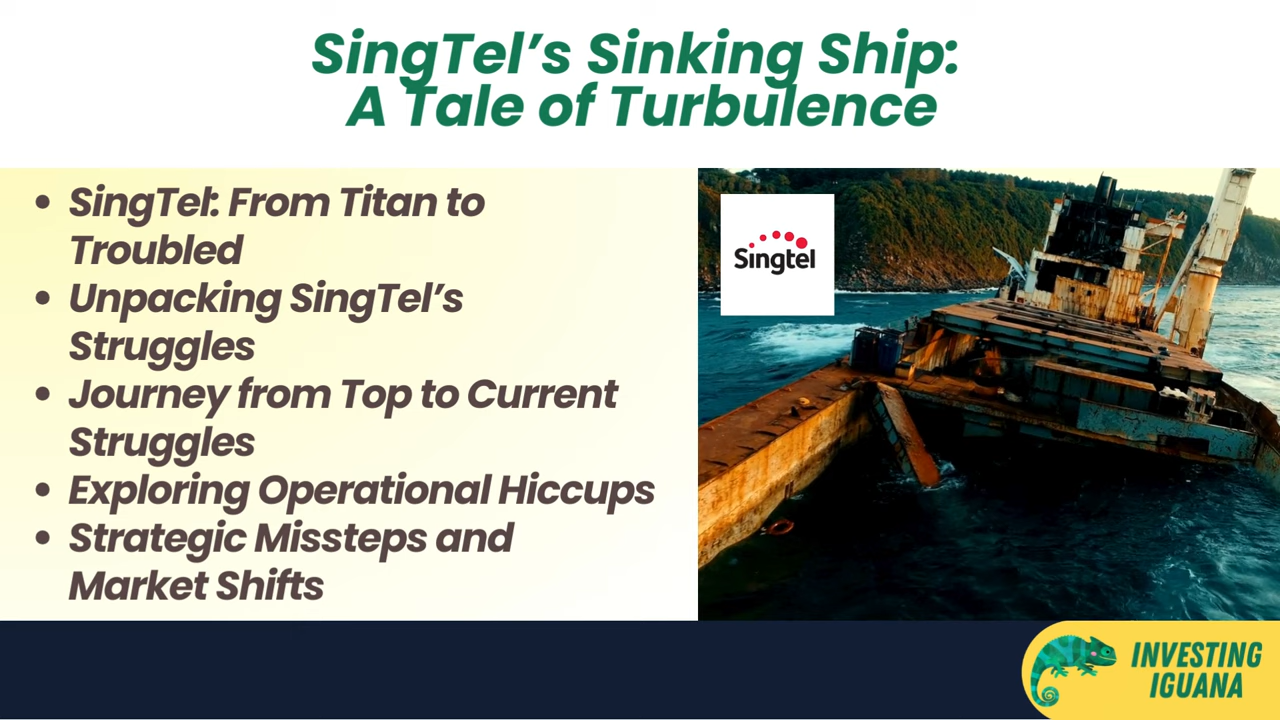 SingTel’s Sinking Ship:
A Tale of Turbulence
• SingTel: From Titan to
Troubled
• Unpacking SingTel’s
Struggles
• Journey from Top to Current
Struggles
• Exploring Operational Hiccups
• Strategic Missteps and
Market Shifts
Singtel
INVESTING
IGUANA